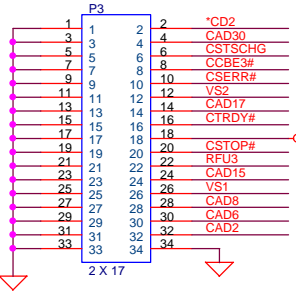 P3
1 1 2 2 *CD2
3 3 4 4 CAD30
5 5 6 6 CSTSCHG
7 7 8 8 CCBE3#
9 9 10 10 CSERR#
11 11 12 12 VS2
13 13 14 14 CAD17
15 15 16 16 CTRDY#
17 17 18 18
19 19 20 20 CSTOP#
21 21 22 22 RFU3
23 23 24 24 CAD15
25 25 26 26 VS1
27 27 28 28 CAD8
29 29 30 30 CAD6
31 31 32 32 CAD2
33 33 34 34
2 X 17